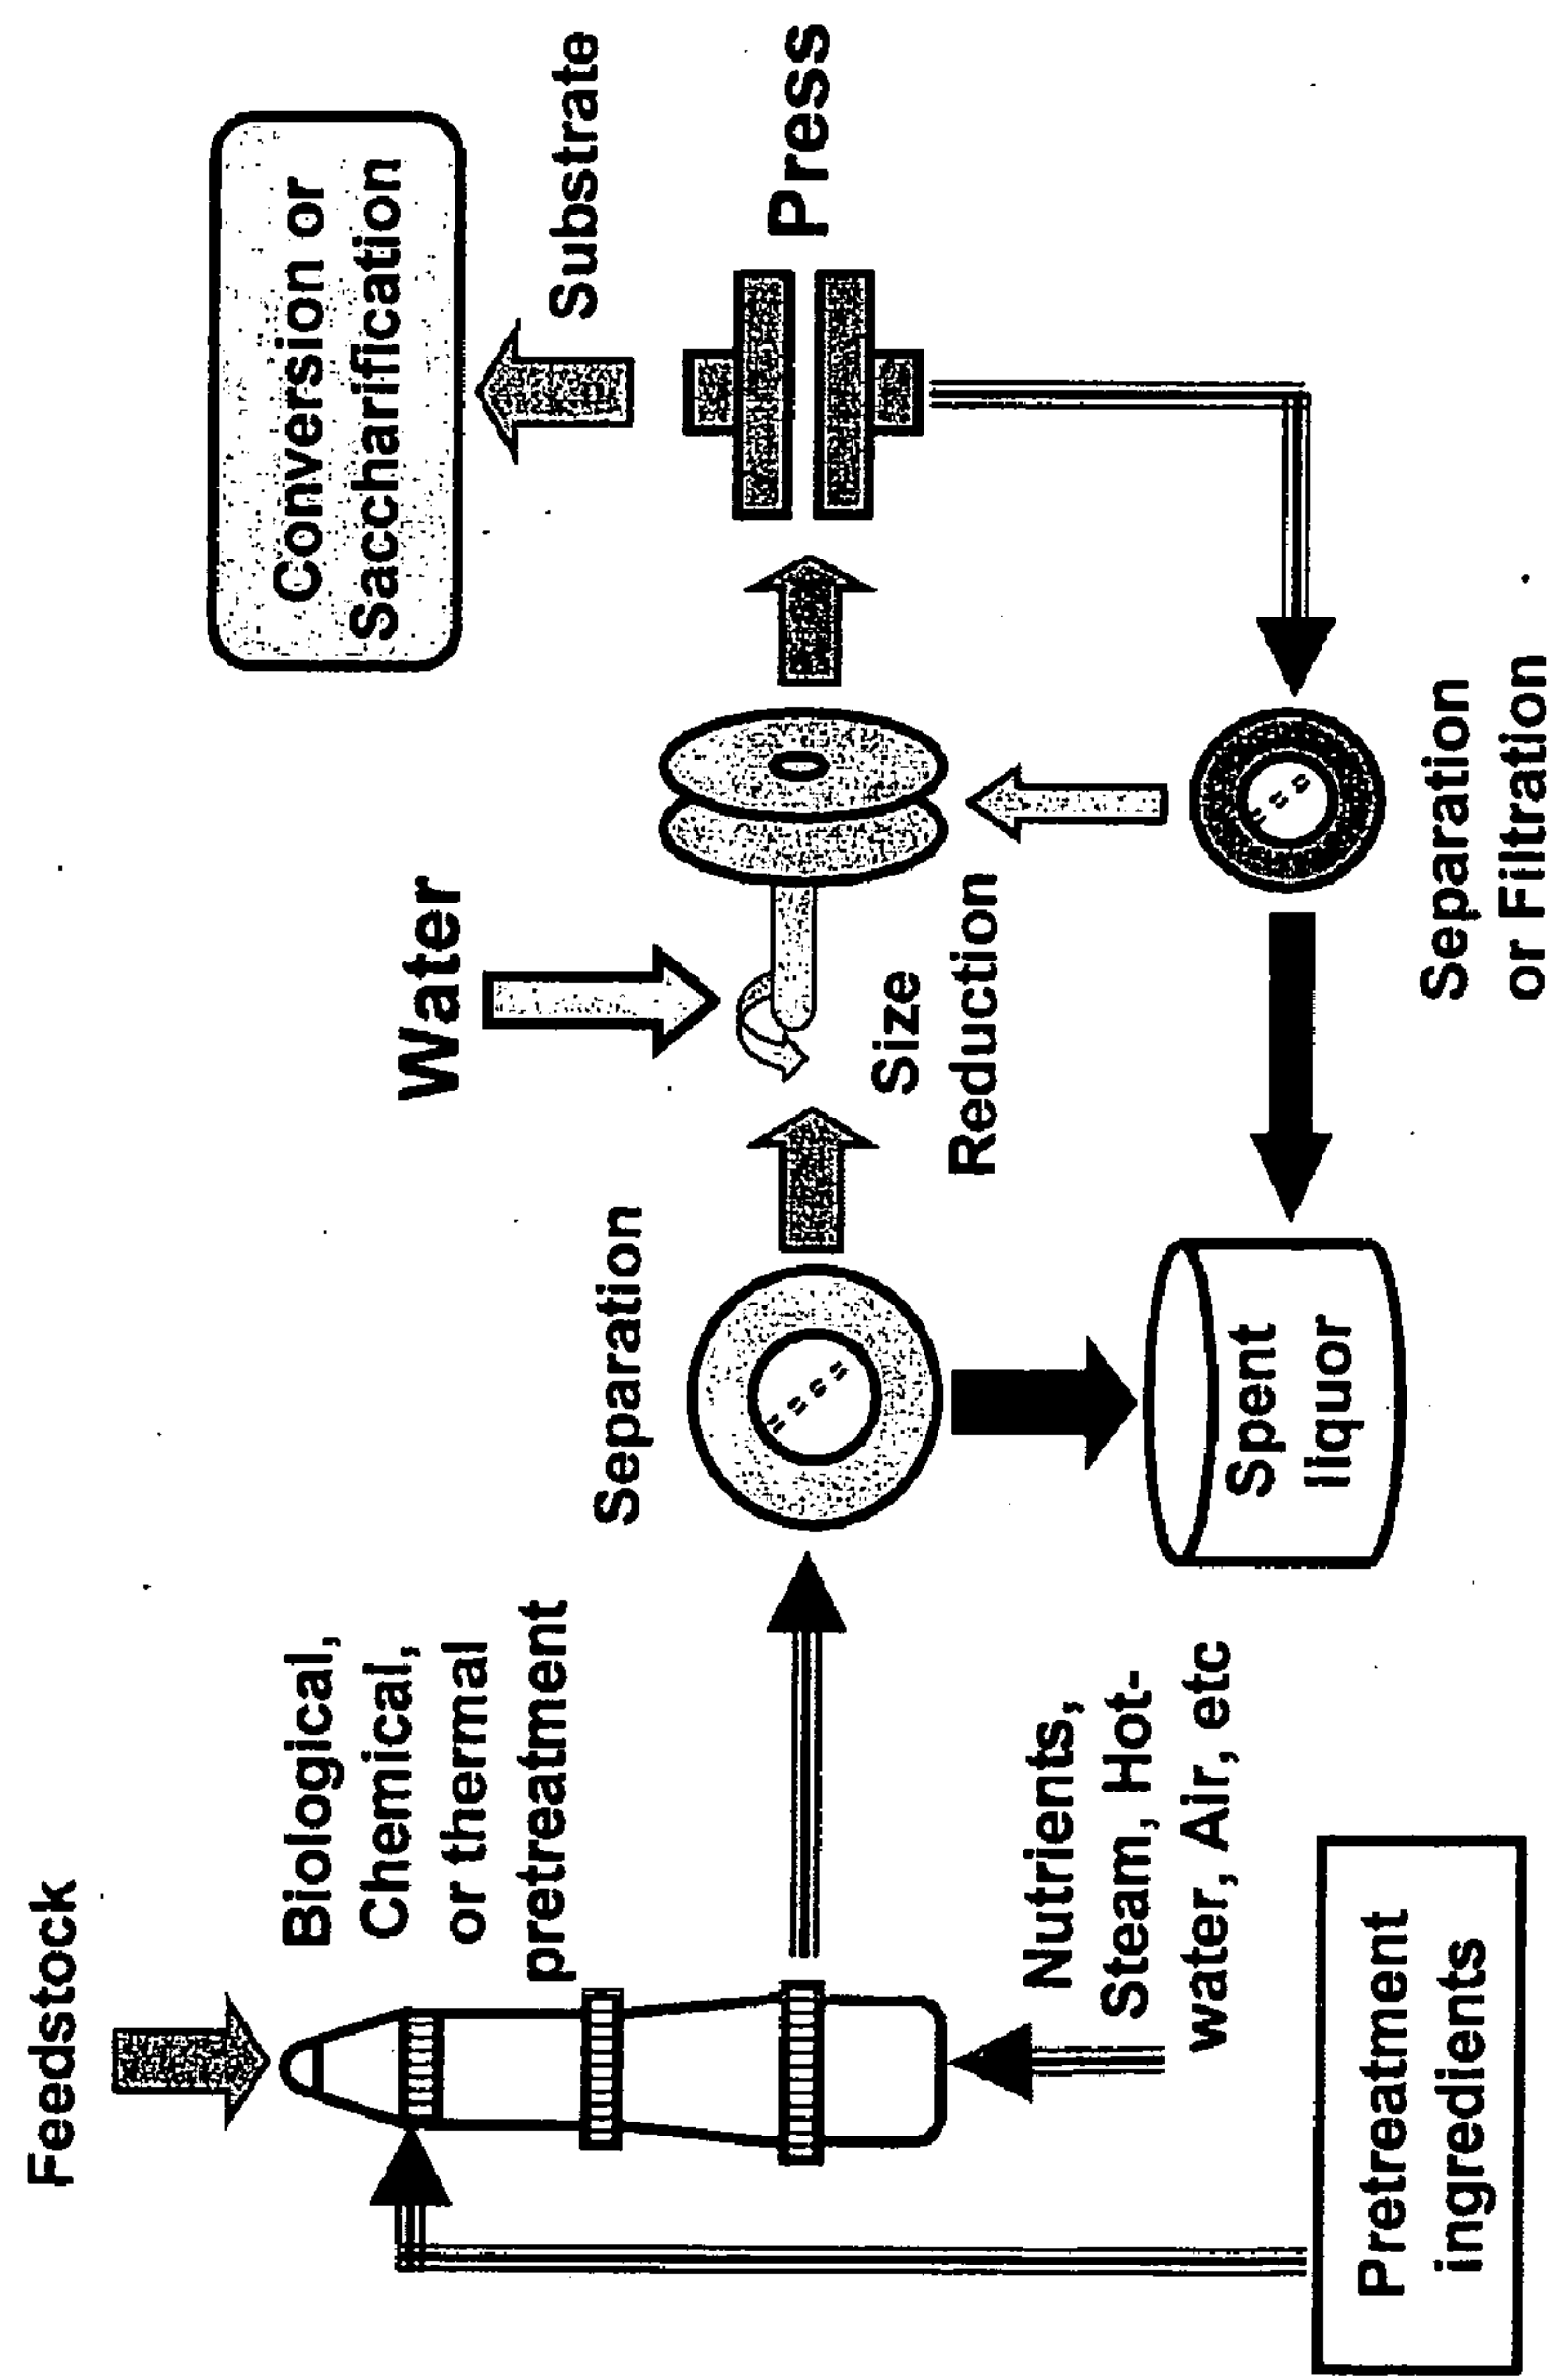 Feedstock
Biological,
Chemical,
or thermal
pretreatment
Nutrients,
Steam, Hot-
water, Air, etc
Pretreatment
ingredients
Separation
Spent
liquor
Water
Size
Reduction
Separation
or Filtration
Press
Substrate
Conversion or
Saccharification